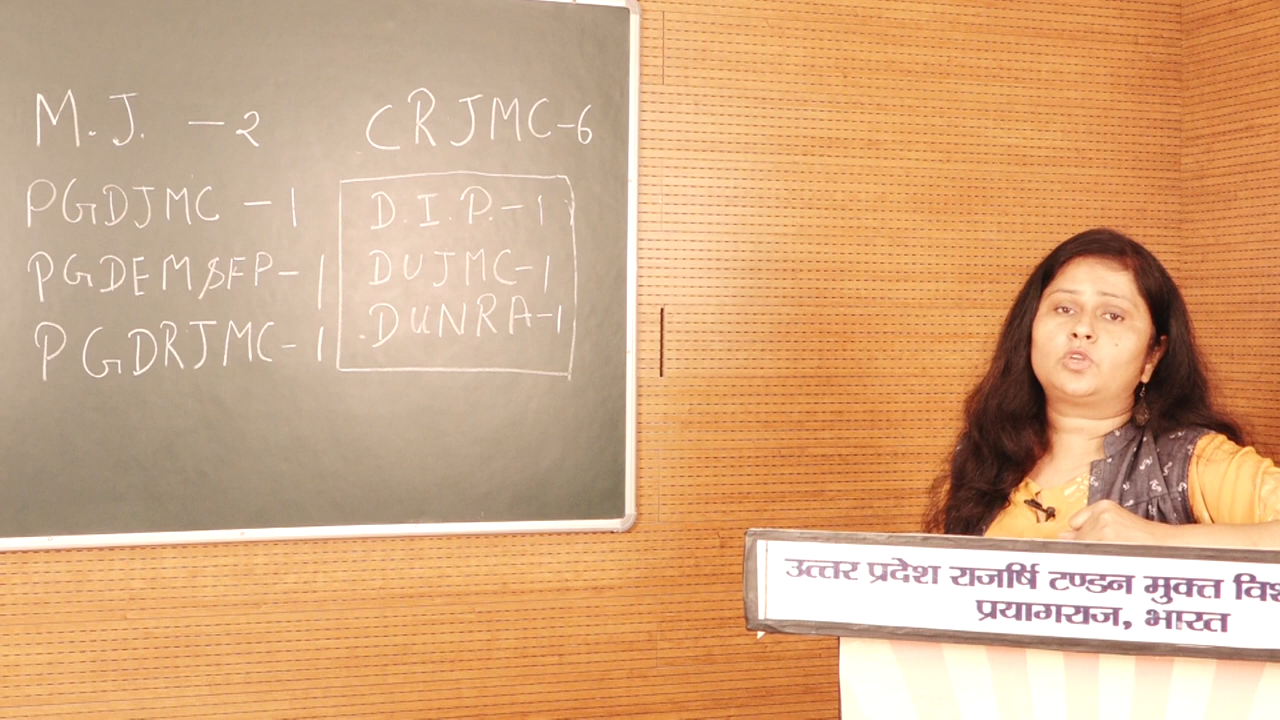 M.J. -2
PGDJMC -1
PGDEM&FP-1
PGDRJMC-1
CRJMC-6
D.I.P.-1
DUJMC-1
DUNRA-1
उत्तर प्रदेश राजर्षि टण्डन मुक्त
प्रयागराज, भारत